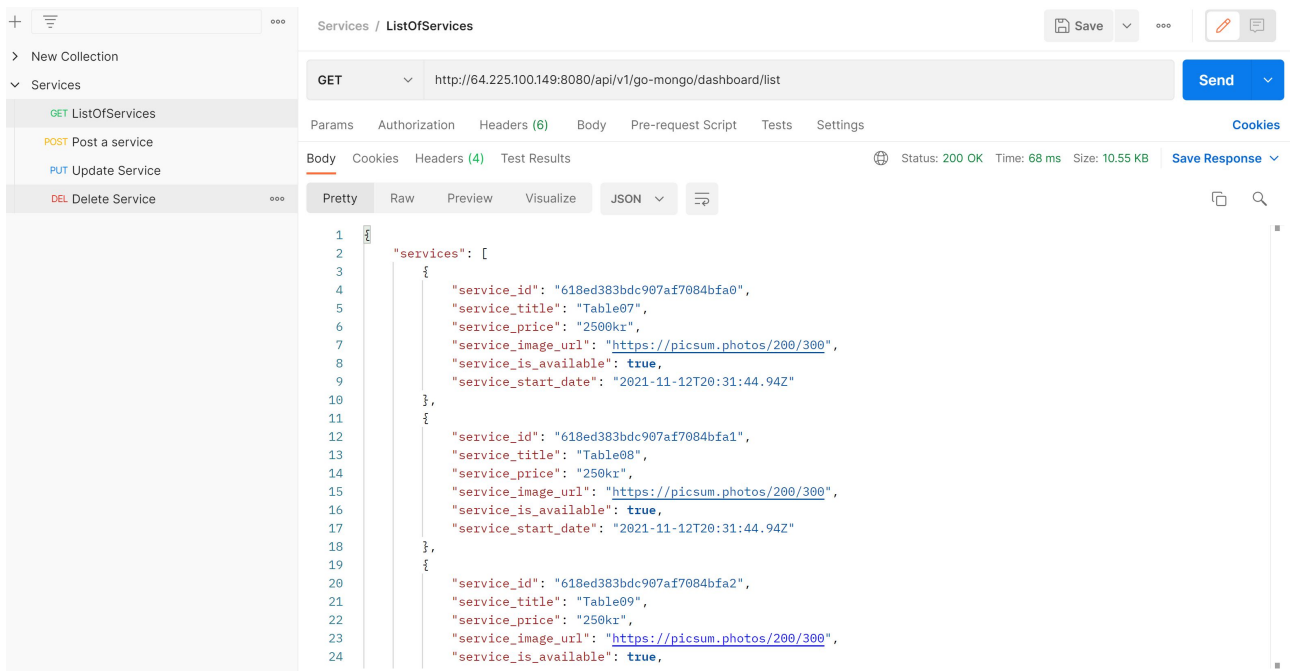 Services / ListOfServices
Save
New Collection
Services
GET ListOfServices
POST Post a service
PUT Update Service
DEL Delete Service
GET http://64.225.100.149:8080/api/v1/go-mongo/dashboard/list Send
Params Authorization Headers (6) Body Pre-request Script Tests Settings Cookies
Body Cookies Headers (4) Test Results Status: 200 OK Time: 68 ms Size: 10.55 KB Save Response
Pretty Raw Preview Visualize JSON
1 {
2 "services": [
3 {
4 "service_id": "618ed383bdc907af7084bfa0",
5 "service_title": "Table07",
6 "service_price": "2500kr",
7 "service_image_url": "https://picsum.photos/200/300",
8 "service_is_available": true,
9 "service_start_date": "2021-11-12T20:31:44.94Z"
10 },
11 {
12 "service_id": "618ed383bdc907af7084bfa1",
13 "service_title": "Table08",
14 "service_price": "250kr",
15 "service_image_url": "https://picsum.photos/200/300",
16 "service_is_available": true,
17 "service_start_date": "2021-11-12T20:31:44.94Z"
18 },
19 {
20 "service_id": "618ed383bdc907af7084bfa2",
21 "service_title": "Table09",
22 "service_price": "250kr",
23 "service_image_url": "https://picsum.photos/200/300",
24 "service_is_available": true,